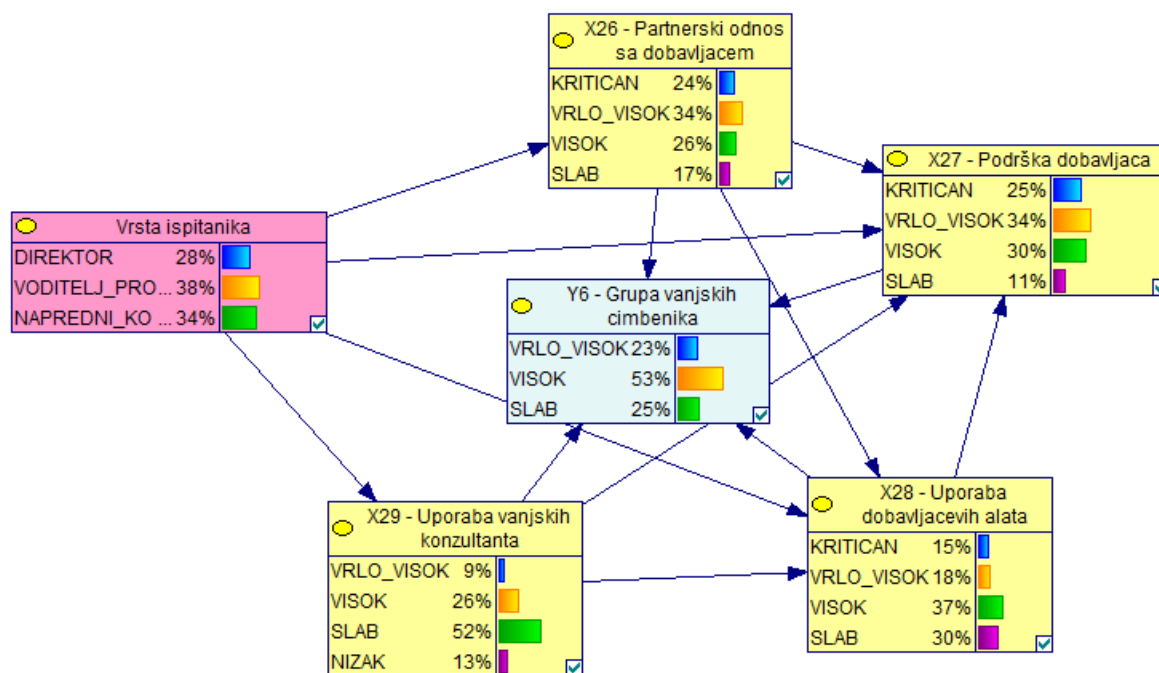 X26 - Partnerski odnos
sa dobavljacem
KRITICAN 24%
VRLO_VISOK 34%
VISOK 26%
SLAB 17%
X27 - Podrška dobavljaca
KRITICAN 25%
VRLO_VISOK 34%
VISOK 30%
SLAB 11%
Vrsta ispitanika
DIREKTOR 28%
VODITELJ_PRO... 38%
NAPREDNI_KO ... 34%
Y6 - Grupa vanjskih
cimbenika
VRLO_VISOK 23%
VISOK 53%
SLAB 25%
X29 - Uporaba vanjskih
konzultanta
VRLO_VISOK 9%
VISOK 26%
SLAB 52%
NIZAK 13%
X28 - Uporaba
dobavljacevih alata
KRITICAN 15%
VRLO_VISOK 18%
VISOK 37%
SLAB 30%